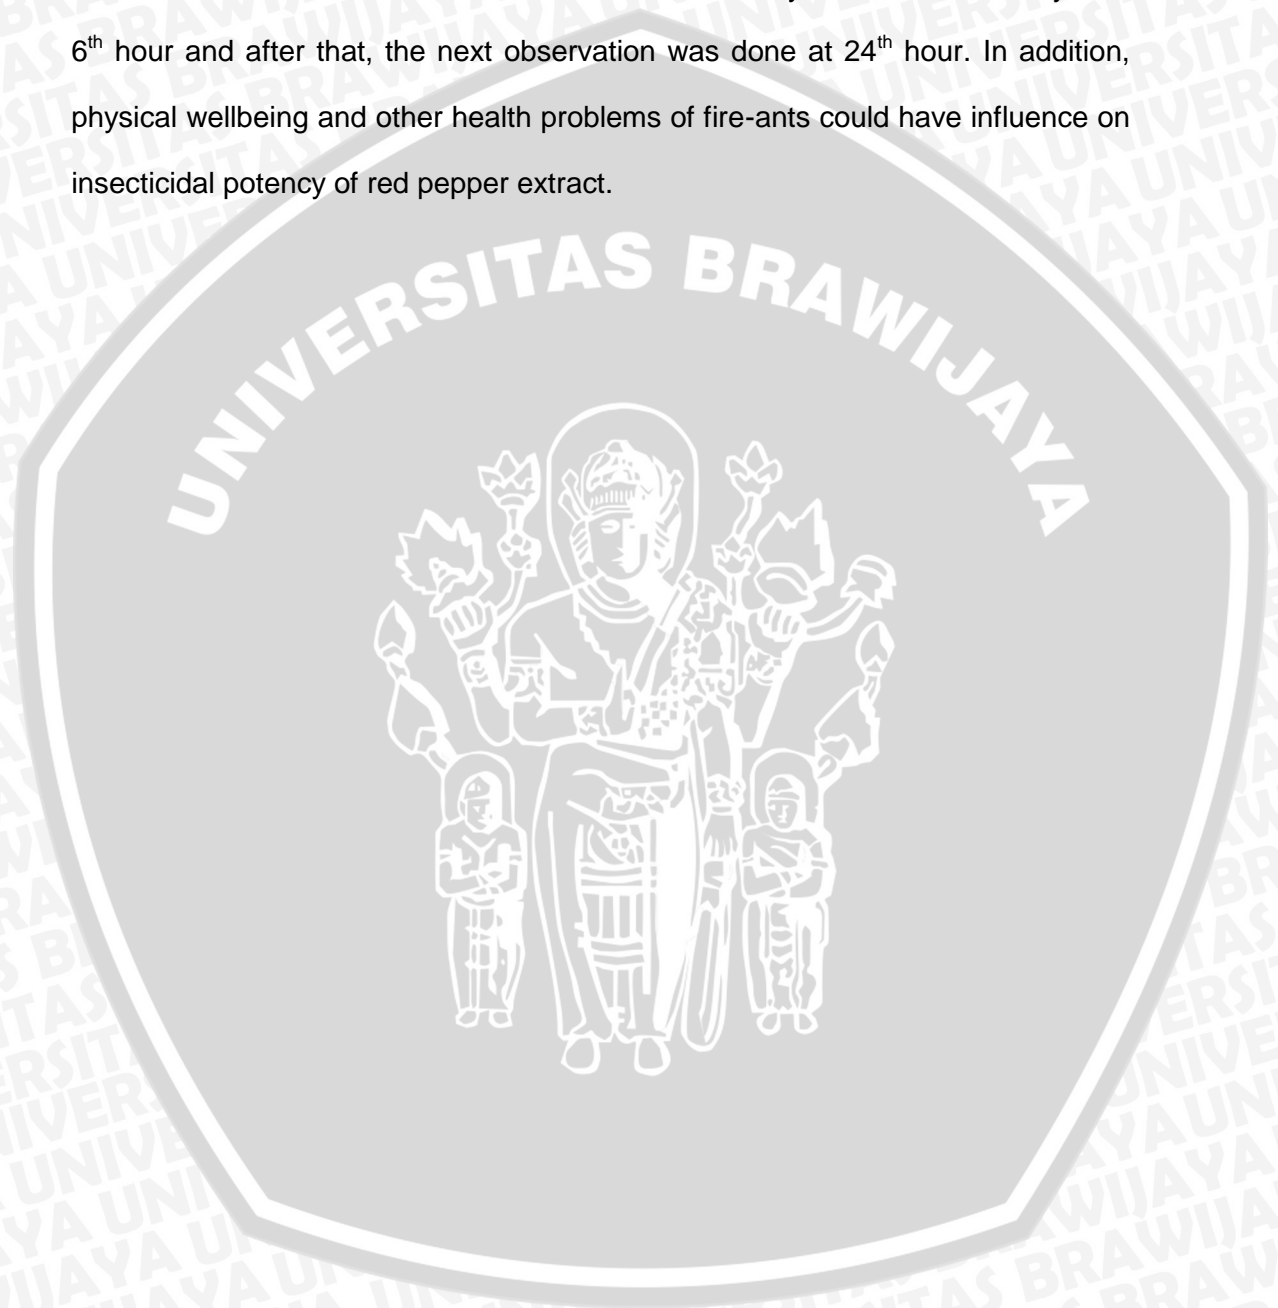 6th hour and after that, the next observation was done at 24th hour. In addition,
physical wellbeing and other health problems of fire-ants could have influence on
insecticidal potency of red pepper extract.
UNIVERSITAS BRAWIJAYA